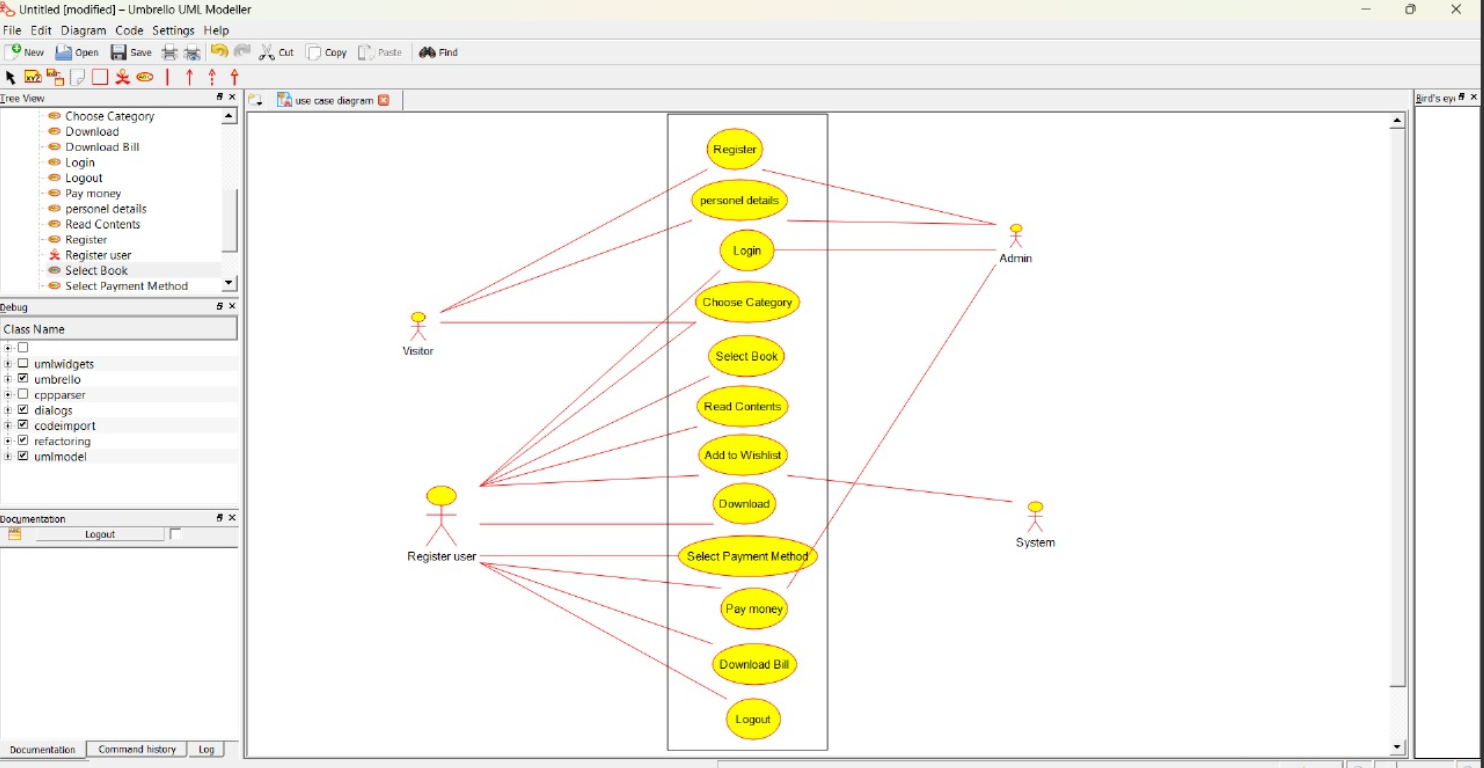 Untitled [modified] – Umbrello UML Modeller
File Edit Diagram Code Settings Help
New Open Save Cut Copy Paste Find
Tree View
Choose Category
Download
Download Bill
Login
Logout
Pay money
personel details
Read Contents
Register
Register user
Select Book
Select Payment Method
Debug
Class Name
umlwidgets
umbrello
cppparser
dialogs
codeimport
refactoring
umlmodel
Documentation
Logout
Documentation Command history Log
use case diagram
Register
personel details
Login
Choose Category
Select Book
Read Contents
Add to Wishlist
Download
Select Payment Method
Pay money
Download Bill
Logout
Visitor
Register user
Admin
System
Bird's eye